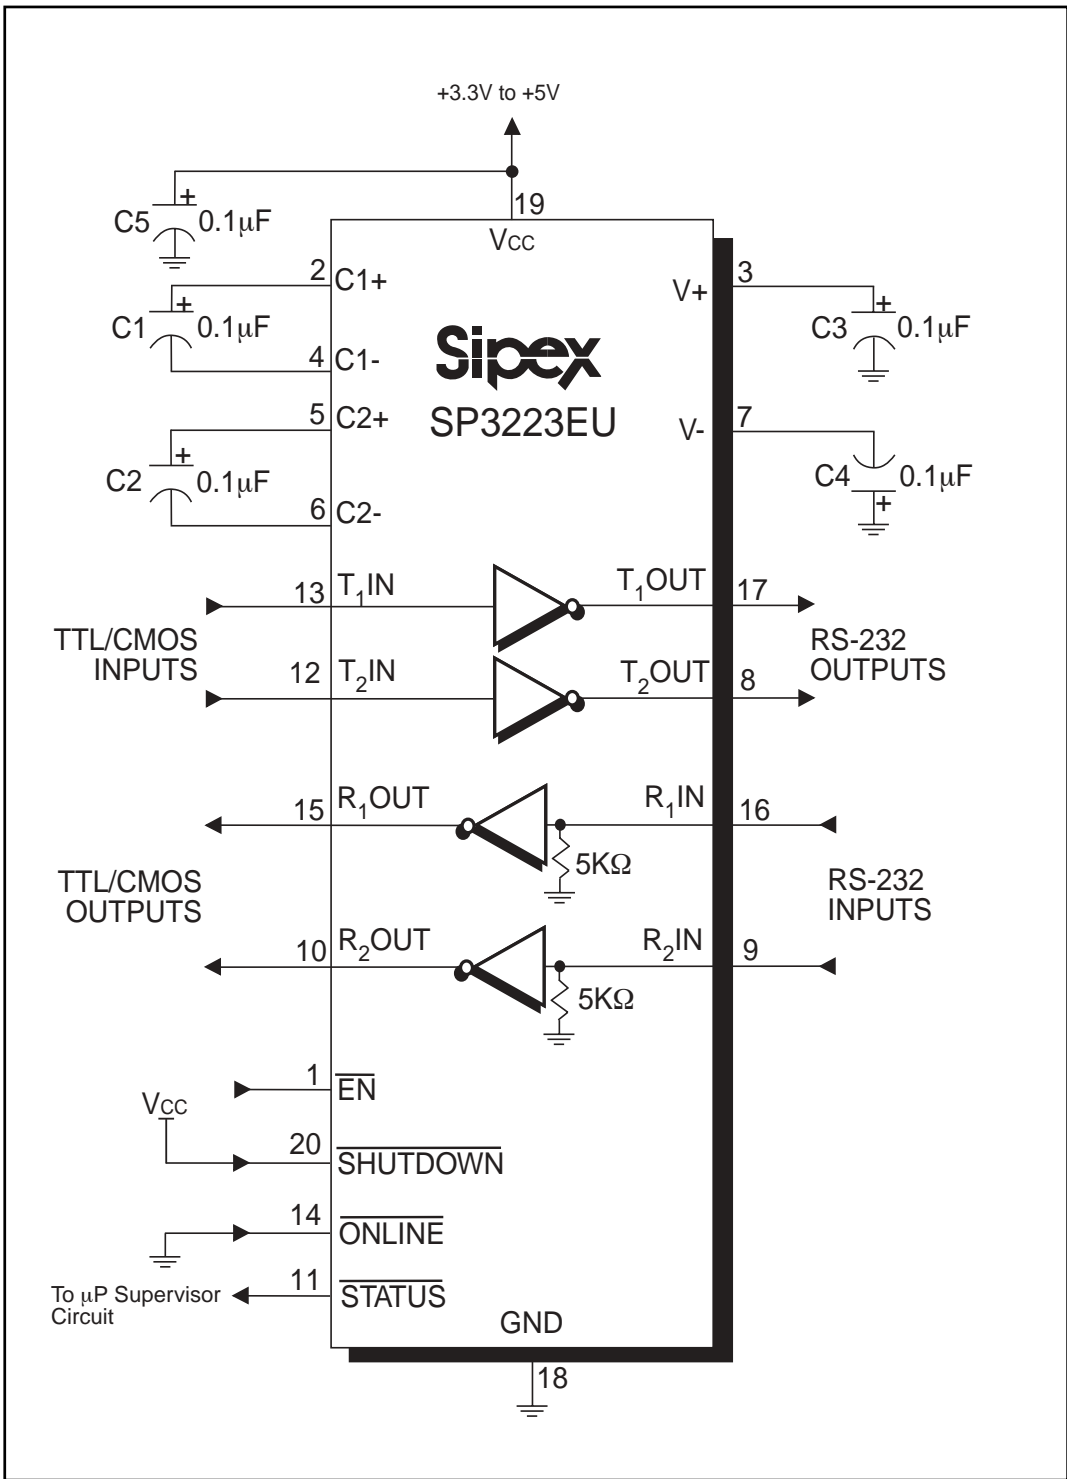 +3.3V to +5V
19
VCC
C5
+
0.1μF
2
C1+
C1
+
0.1μF
4
C1-
5
C2+
C2
+
0.1μF
6
C2-
Sipex
SP3223EU
V+
3
C3
+
0.1μF
V-
7
C4
0.1μF
+
TTL/CMOS
INPUTS
13
T1IN
T1OUT
17
12
T2IN
T2OUT
8
RS-232
OUTPUTS
TTL/CMOS
OUTPUTS
15
R1OUT
R1IN
16
5KΩ
10
R2OUT
R2IN
9
5KΩ
RS-232
INPUTS
1
EN
VCC
20
SHUTDOWN
14
ONLINE
To μP Supervisor
Circuit
11
STATUS
GND
18